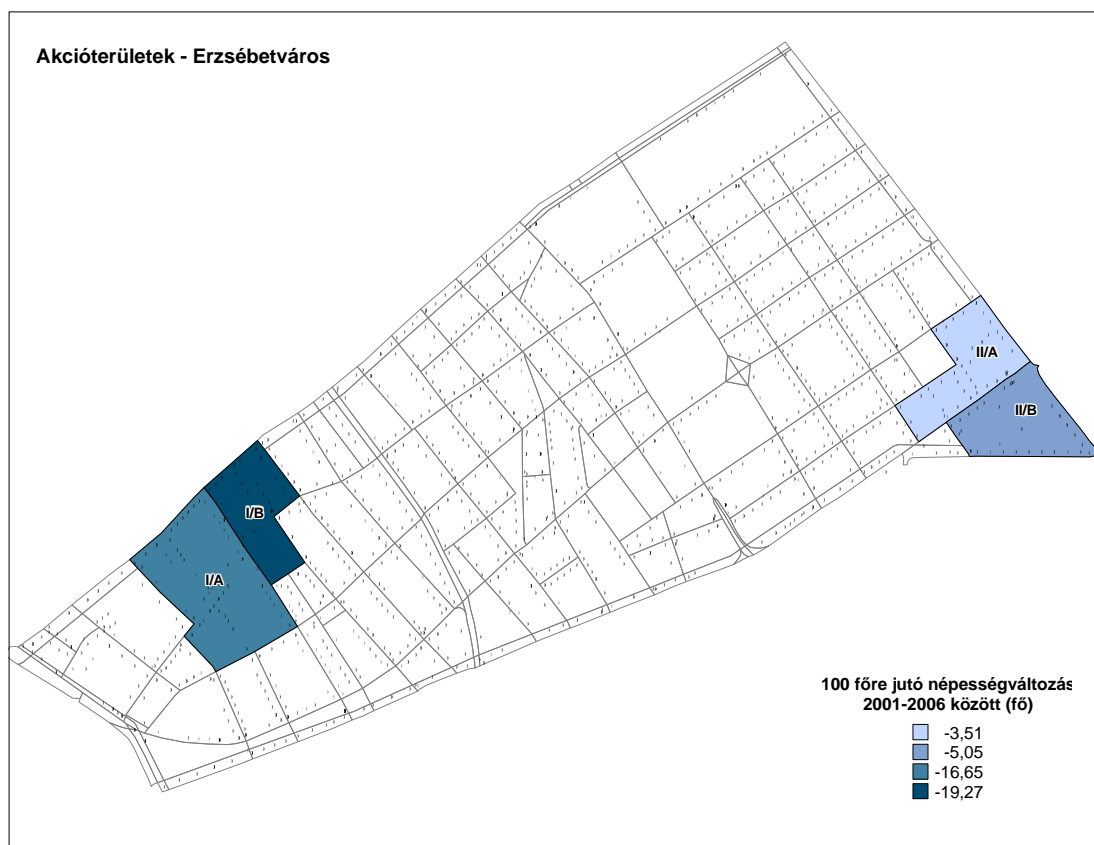 Akcióterületek - Erzsébetváros
II/A
II/B
I/B
I/A
100 főre jutó népességváltozás
2001-2006 között (fő)
-3,51
-5,05
-16,65
-19,27